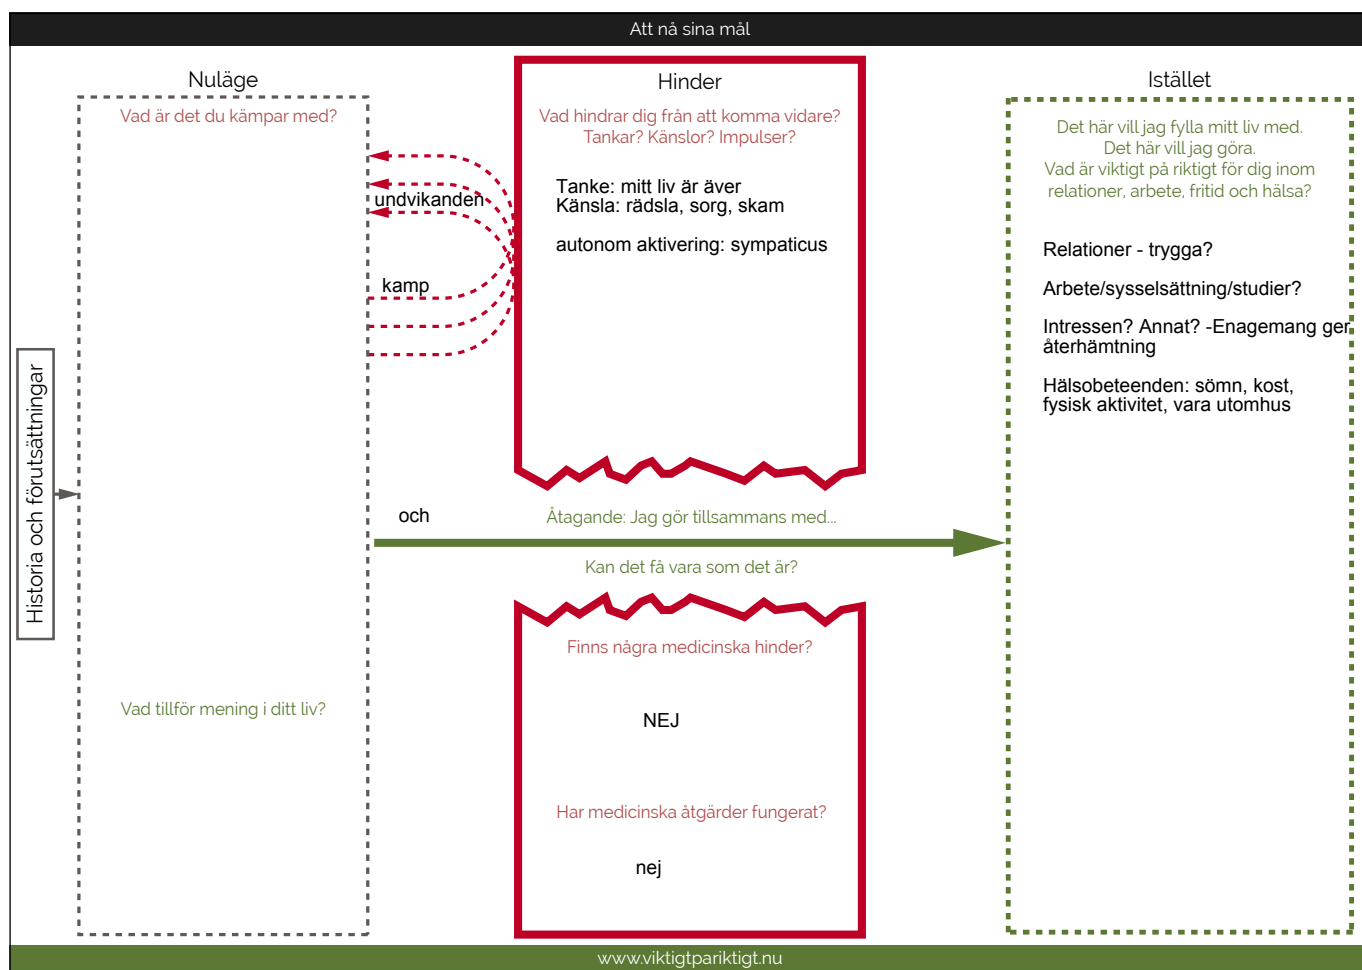 Att nå sina mål
Nuläge
Vad är det du kämpar med?
undvikanden
kamp
Historia och förutsättningar
Vad tillför mening i ditt liv?
Hinder
Vad hindrar dig från att komma vidare?
Tankar? Känslor? Impulser?
Tanke: mitt liv är äver
Känsla: rädsla, sorg, skam
autonom aktivering: sympaticus
och
Åtagande: Jag gör tillsammans med...
Kan det få vara som det är?
Finns några medicinska hinder?
NEJ
Har medicinska åtgärder fungerat?
nej
Istället
Det här vill jag fylla mitt liv med.
Det här vill jag göra.
Vad är viktigt på riktigt för dig inom
relationer, arbete, fritid och hälsa?
Relationer - trygga?
Arbete/sysselsättning/studier?
Intressen? Annat? -Enagemang ger
återhämtning
Hälsobeteenden: sömn, kost,
fysisk aktivitet, vara utomhus
www.viktigtpariktigt.nu